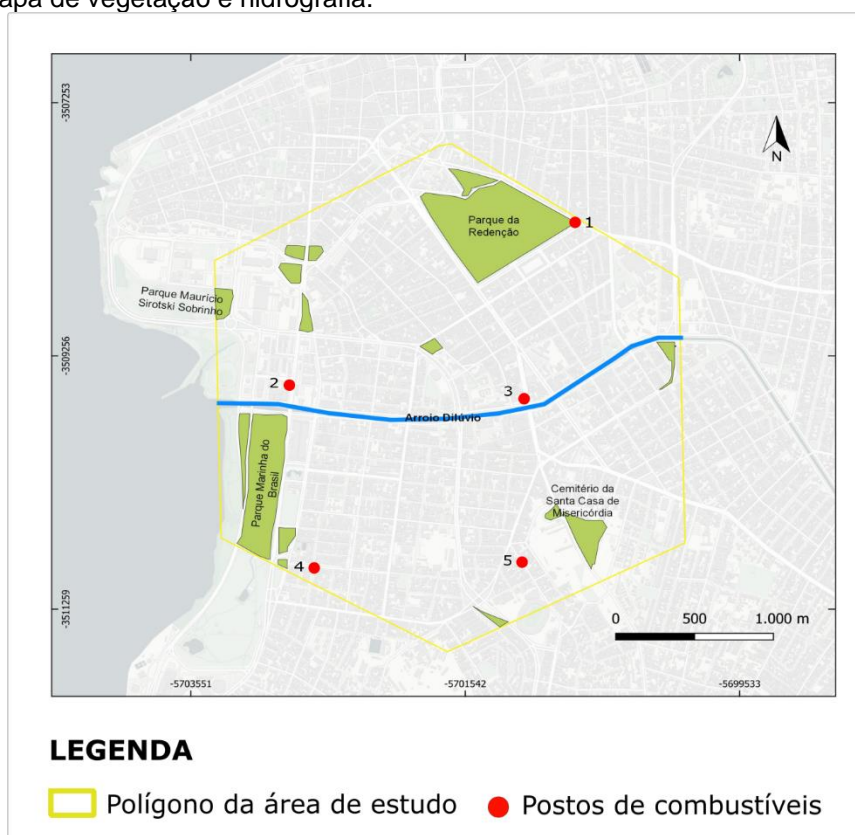 apa de vegetação e hidrografia.
-3507253
N
Parque da
Redenção
1
Parque Maurício
Sirotski Sobrinho
-3509256
2
3
Arroio Dilúvio
Parque Marinha do
Brasil
Cemitério da
Santa Casa de
Misericórdia
4
5
-3511259
0 500 1.000 m
-5703551 -5701542 -5699533
LEGENDA
Polígono da área de estudo Postos de combustíveis